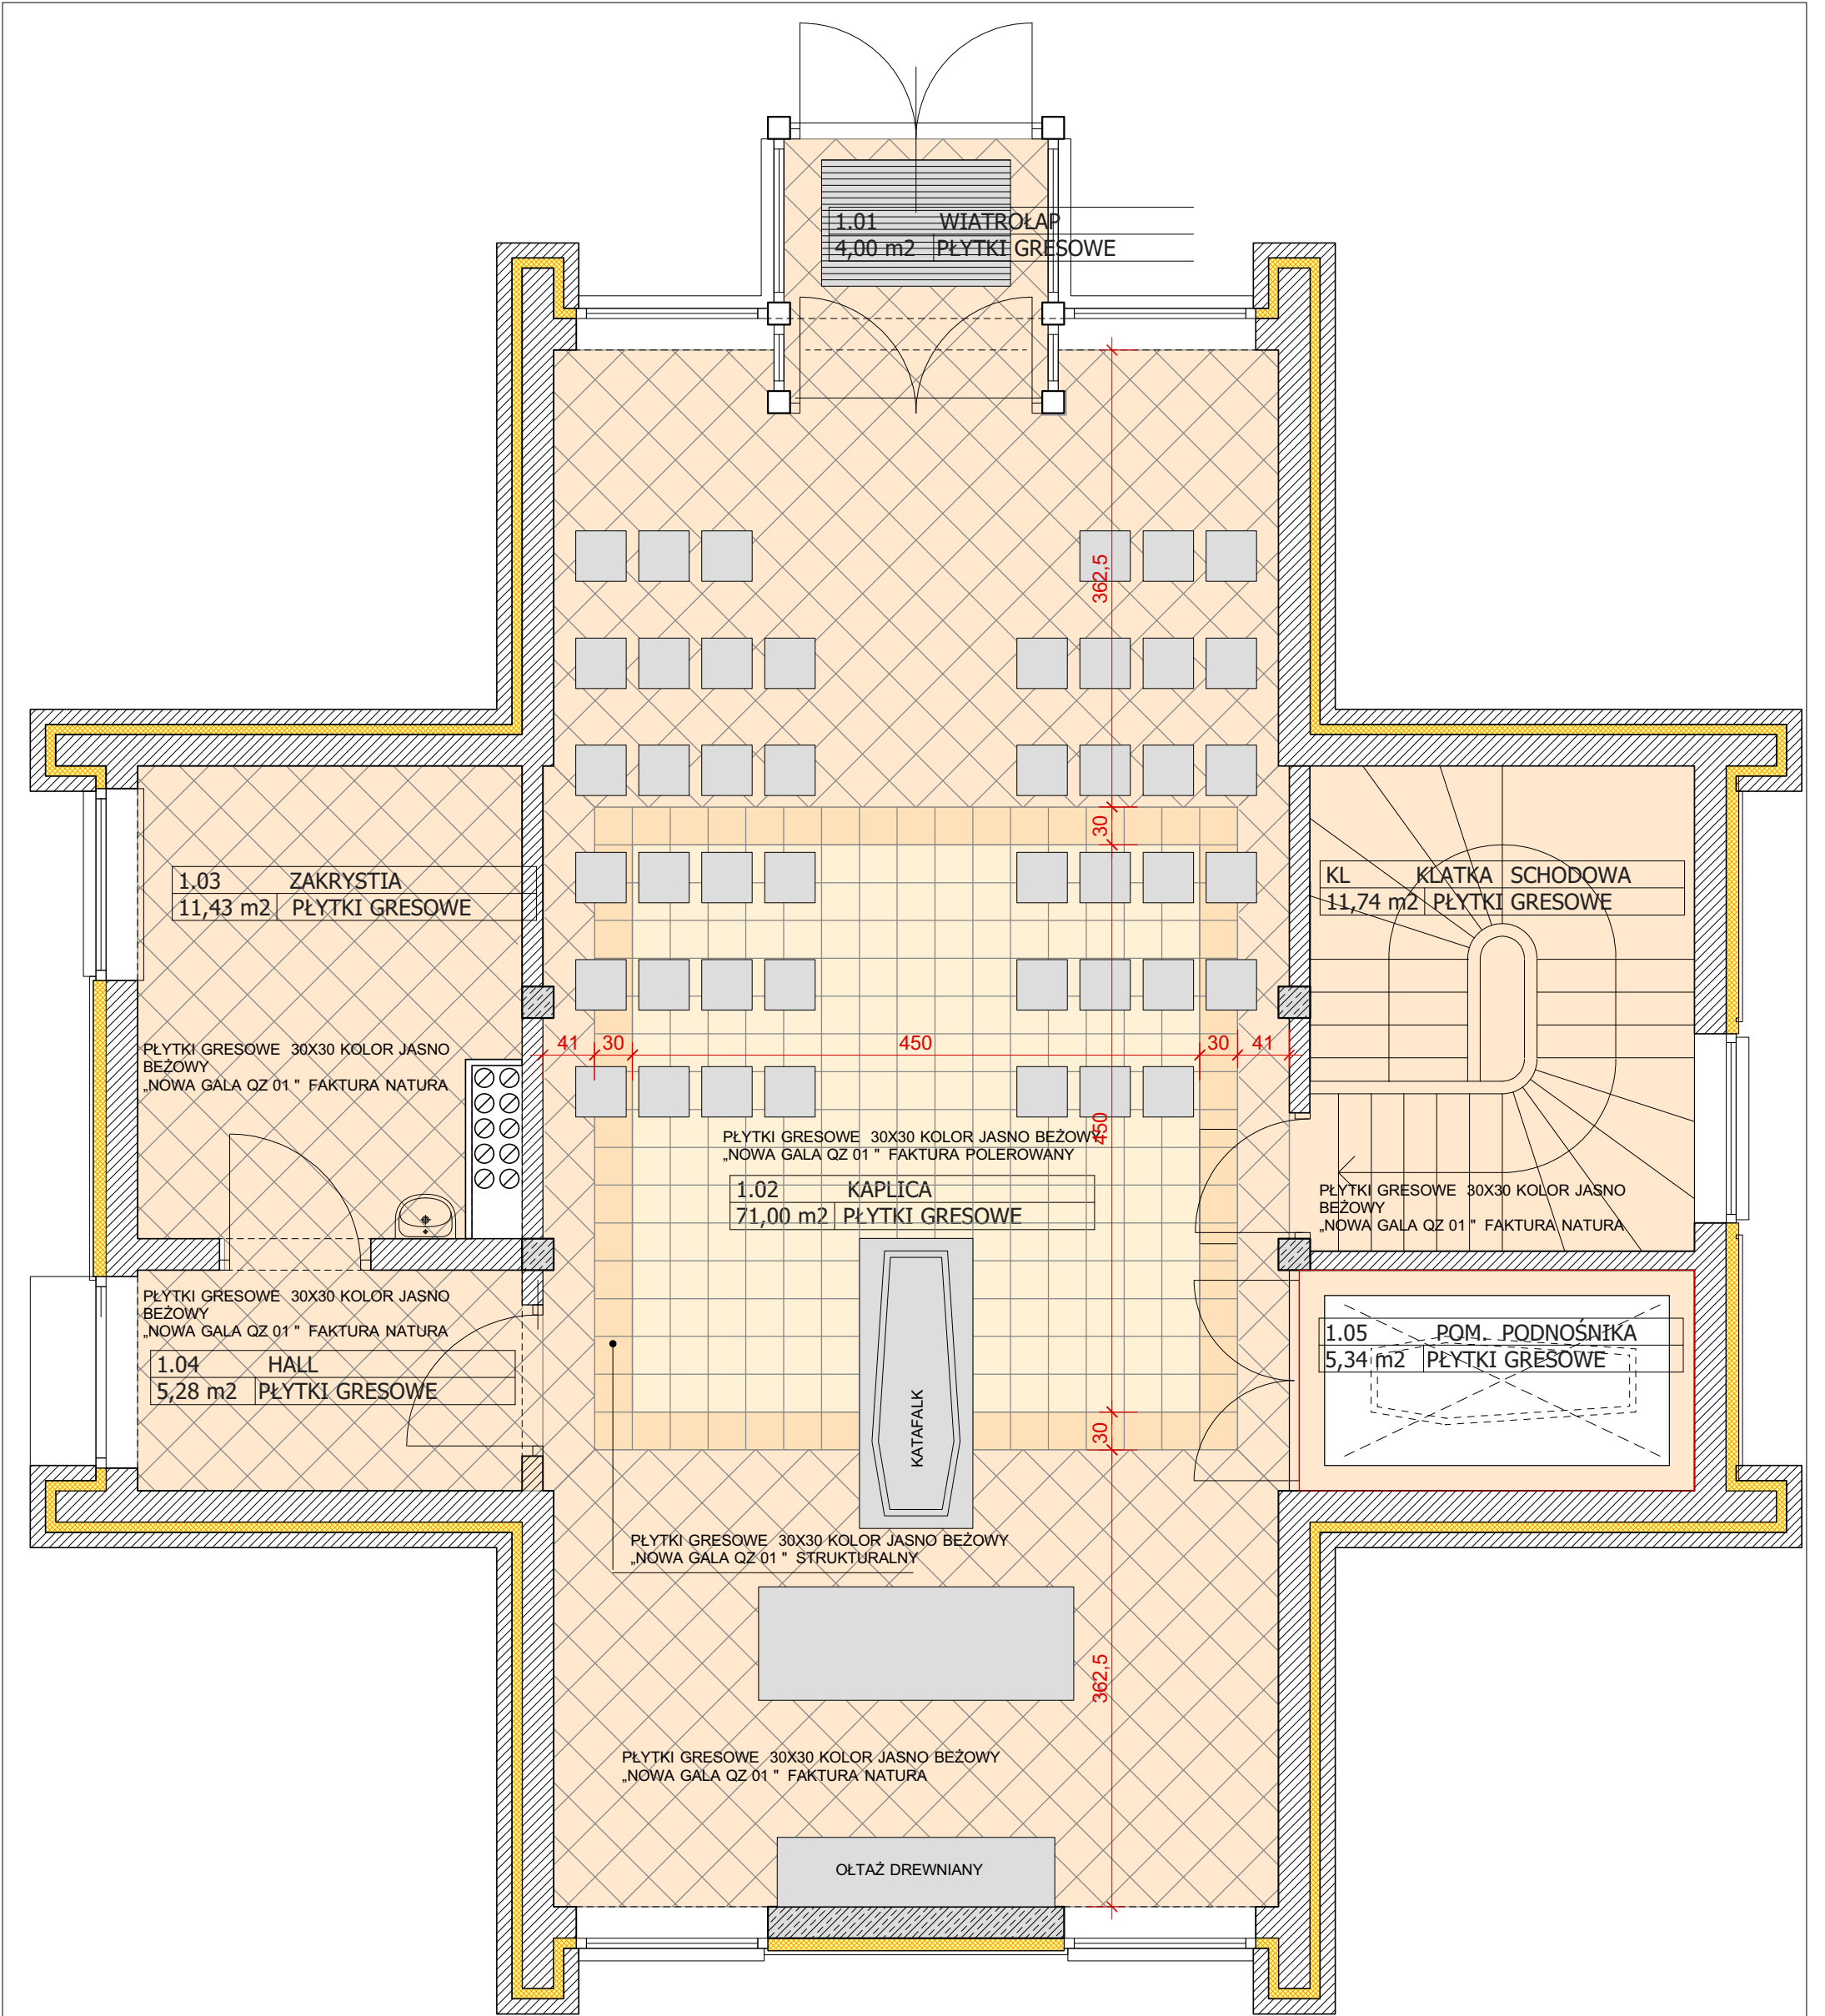 1.01 WIATROŁAP
4,00 m2 PŁYTKI GRESOWE
362,5
30
1.03 ZAKRYSTIA
11,43 m2 PŁYTKI GRESOWE
KL KLATKA SCHODOWA
11,74 m2 PŁYTKI GRESOWE
PŁYTKI GRESOWE 30X30 KOLOR JASNO
BEŻOWY
„NOWA GALA QZ 01 " FAKTURA NATURA
41 30 450 30 41
450
PŁYTKI GRESOWE 30X30 KOLOR JASNO BEŻOWY
„NOWA GALA QZ 01 " FAKTURA POLEROWANY
1.02 KAPLICA
71,00 m2 PŁYTKI GRESOWE
PŁYTKI GRESOWE 30X30 KOLOR JASNO
BEŻOWY
„NOWA GALA QZ 01 " FAKTURA NATURA
PŁYTKI GRESOWE 30X30 KOLOR JASNO
BEŻOWY
„NOWA GALA QZ 01 " FAKTURA NATURA
1.04 HALL
5,28 m2 PŁYTKI GRESOWE
1.05 POM. PODNOŚNIKA
5,34 m2 PŁYTKI GRESOWE
KATAFALK
30
PŁYTKI GRESOWE 30X30 KOLOR JASNO BEŻOWY
„NOWA GALA QZ 01 " STRUKTURALNY
362,5
PŁYTKI GRESOWE 30X30 KOLOR JASNO BEŻOWY
„NOWA GALA QZ 01 " FAKTURA NATURA
OŁTAŻ DREWNIANY